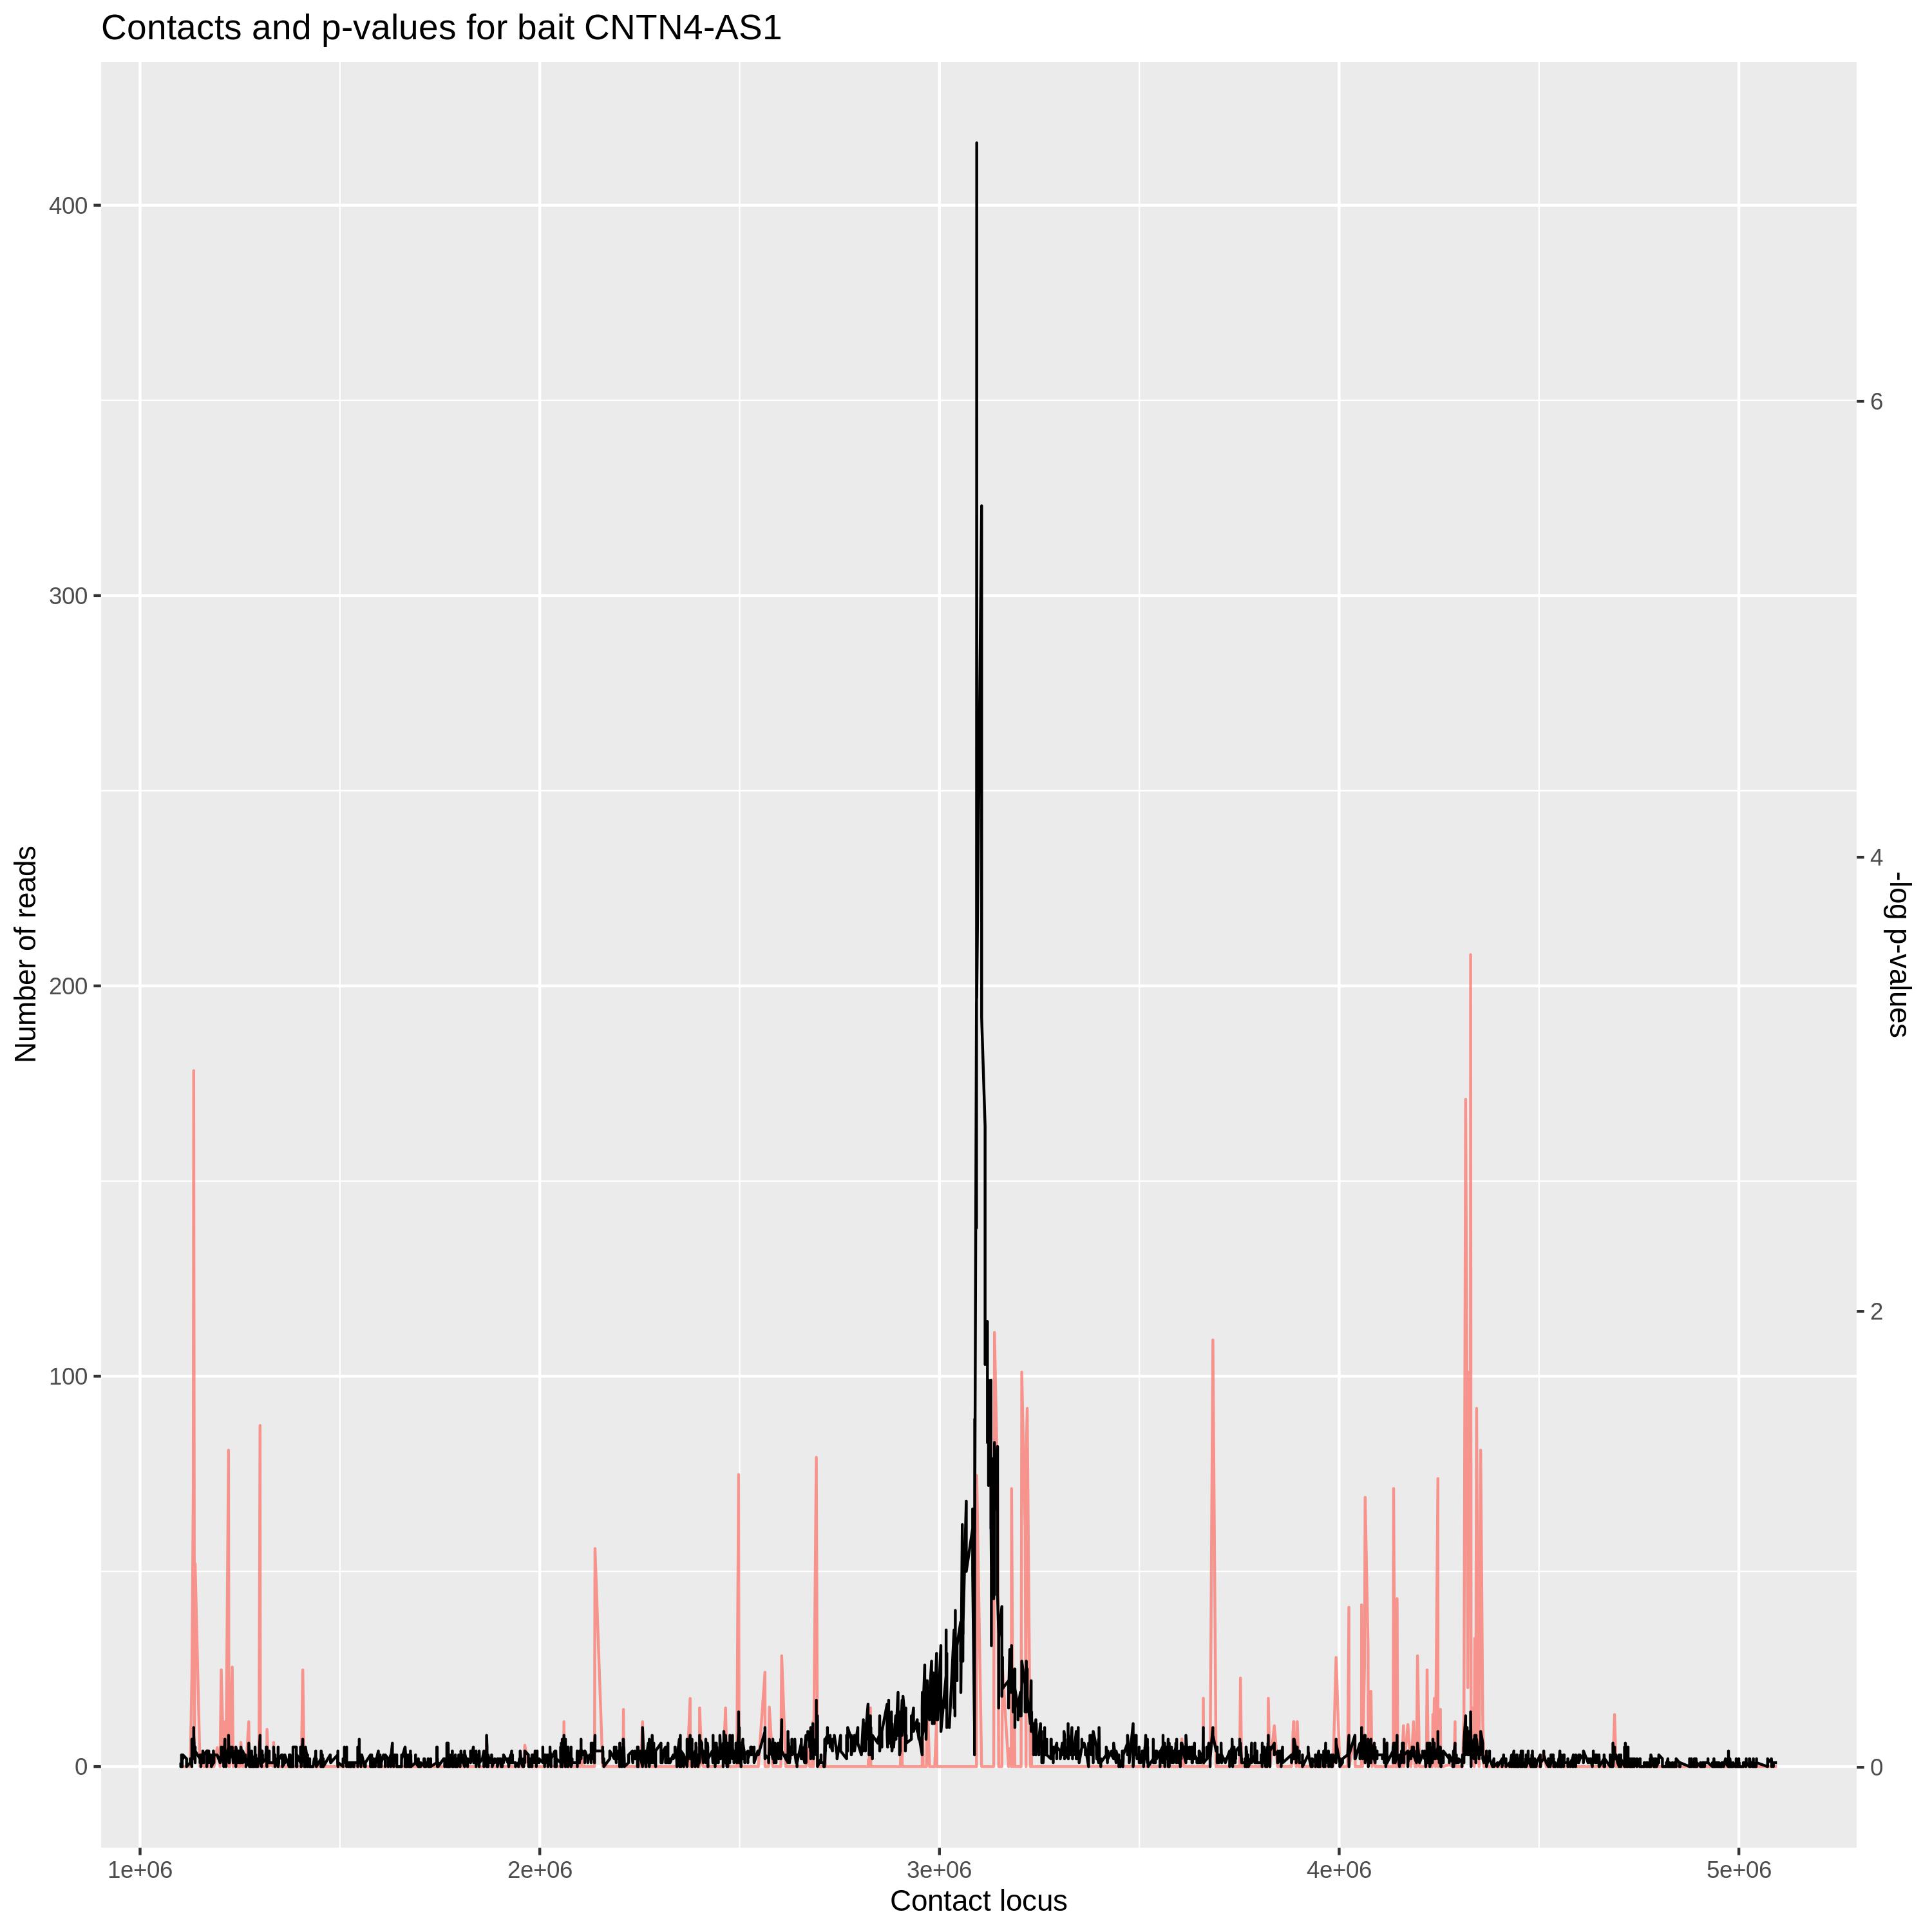 Contacts and p-values for bait CNTN4-AS1
400
300
200
100
0
Number of reads
6
4
2
0
-log p-values
1e+06 2e+06 3e+06 4e+06 5e+06
Contact locus